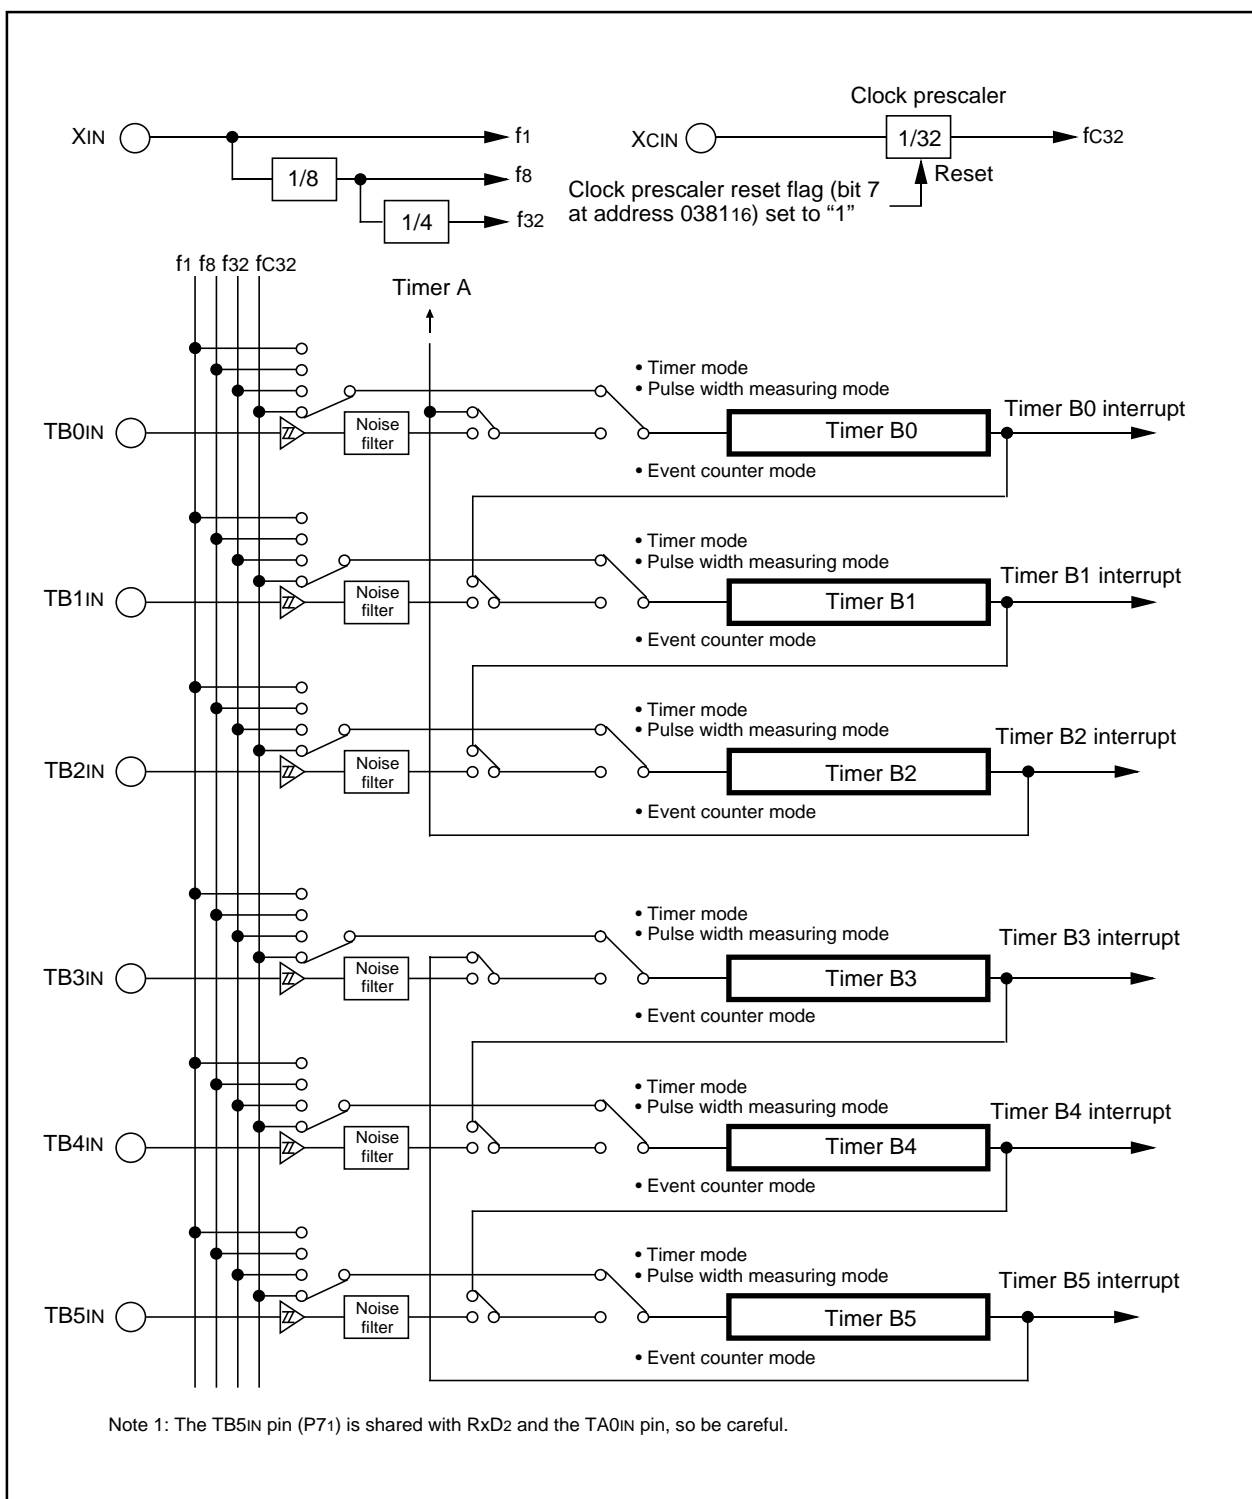 Clock prescaler
XIN
f1
XCIN
1/32
fC32
1/8
f8
Reset
Clock prescaler reset flag (bit 7
at address 038116) set to “1”
1/4
f32
f1 f8 f32 fC32
Timer A
• Timer mode
• Pulse width measuring mode
Timer B0 interrupt
TB0IN
Noise
filter
Timer B0
• Event counter mode
• Timer mode
• Pulse width measuring mode
Timer B1 interrupt
TB1IN
Noise
filter
Timer B1
• Event counter mode
• Timer mode
• Pulse width measuring mode
Timer B2 interrupt
TB2IN
Noise
filter
Timer B2
• Event counter mode
• Timer mode
• Pulse width measuring mode
Timer B3 interrupt
TB3IN
Noise
filter
Timer B3
• Event counter mode
• Timer mode
• Pulse width measuring mode
Timer B4 interrupt
TB4IN
Noise
filter
Timer B4
• Event counter mode
• Timer mode
• Pulse width measuring mode
Timer B5 interrupt
TB5IN
Noise
filter
Timer B5
• Event counter mode
Note 1: The TB5IN pin (P71) is shared with RxD2 and the TA0IN pin, so be careful.